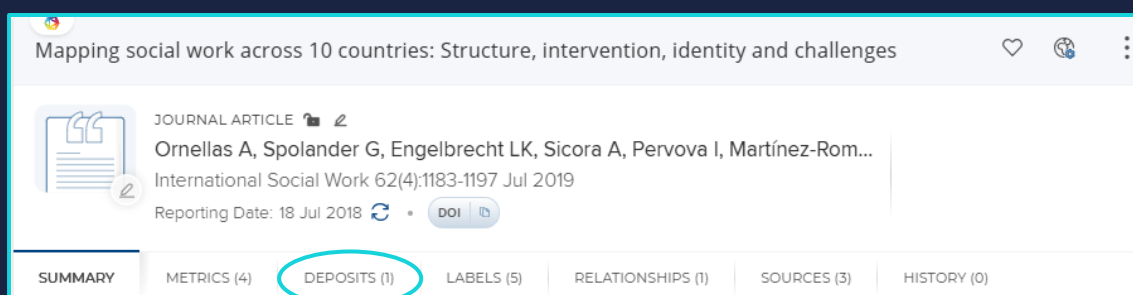 Mapping social work across 10 countries: Structure, intervention, identity and challenges
JOURNAL ARTICLE
Ornellas A, Spolander G, Engelbrecht LK, Sicora A, Pervova I, Martínez-Rom...
International Social Work 62(4):1183-1197 Jul 2019
Reporting Date: 18 Jul 2018 • DOI
SUMMARY METRICS (4) DEPOSITS (1) LABELS (5) RELATIONSHIPS (1) SOURCES (3) HISTORY (0)